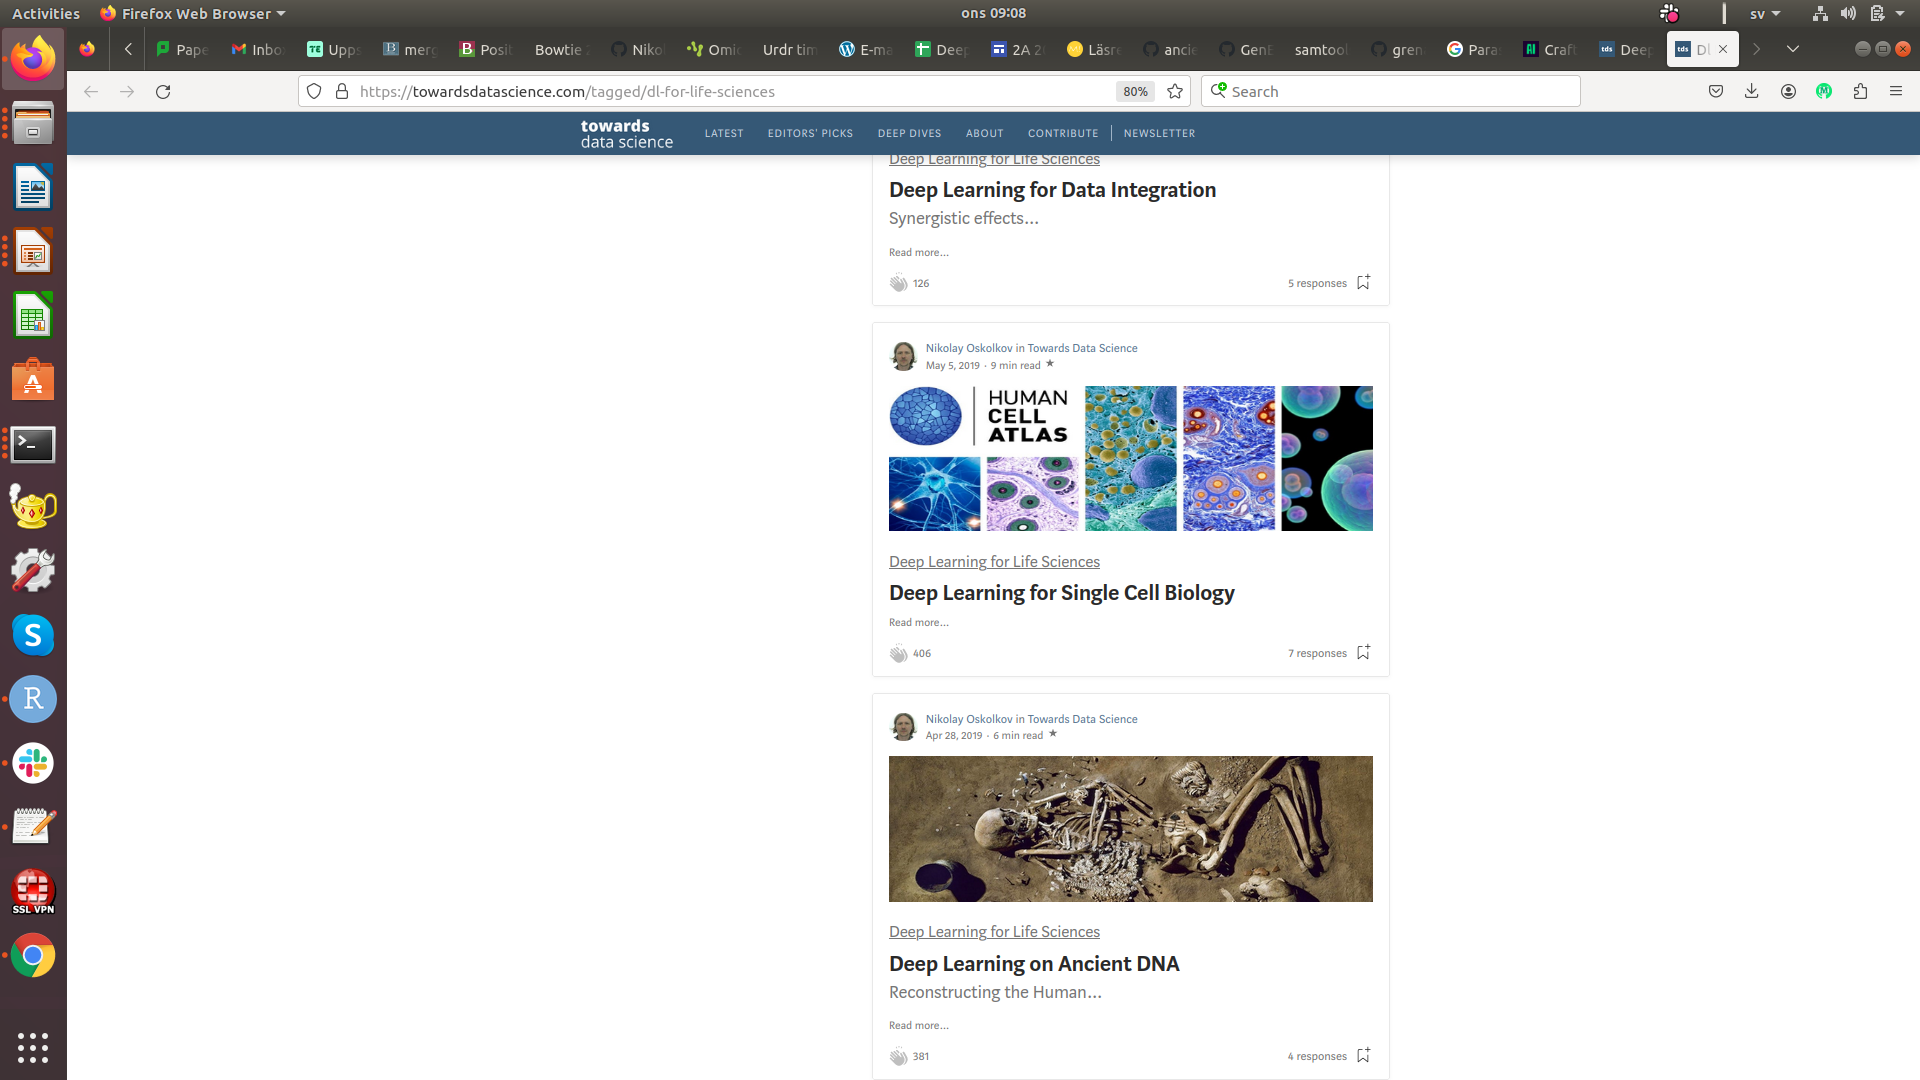 Activities Firefox Web Browser ons 09:08 sv
Pape Inbo Upps merg Posit Bowtie 2 Nikol Omic Urdr tim E-ma Deep 2A 2 Läsre ancie GenE samtool gren Para Craft Deep DL
https://towardsdatascience.com/tagged/dl-for-life-sciences 80% Search
towards
data science
LATEST EDITORS' PICKS DEEP DIVES ABOUT CONTRIBUTE NEWSLETTER
Deep Learning for Life Sciences
Deep Learning for Data Integration
Synergistic effects...
Read more...
126 5 responses
Nikolay Oskolkov in Towards Data Science
May 5, 2019 · 9 min read
HUMAN
CELL
ATLAS
Deep Learning for Life Sciences
Deep Learning for Single Cell Biology
Read more...
406 7 responses
Nikolay Oskolkov in Towards Data Science
Apr 28, 2019 · 6 min read
Deep Learning for Life Sciences
Deep Learning on Ancient DNA
Reconstructing the Human...
Read more...
381 4 responses
SSL VPN